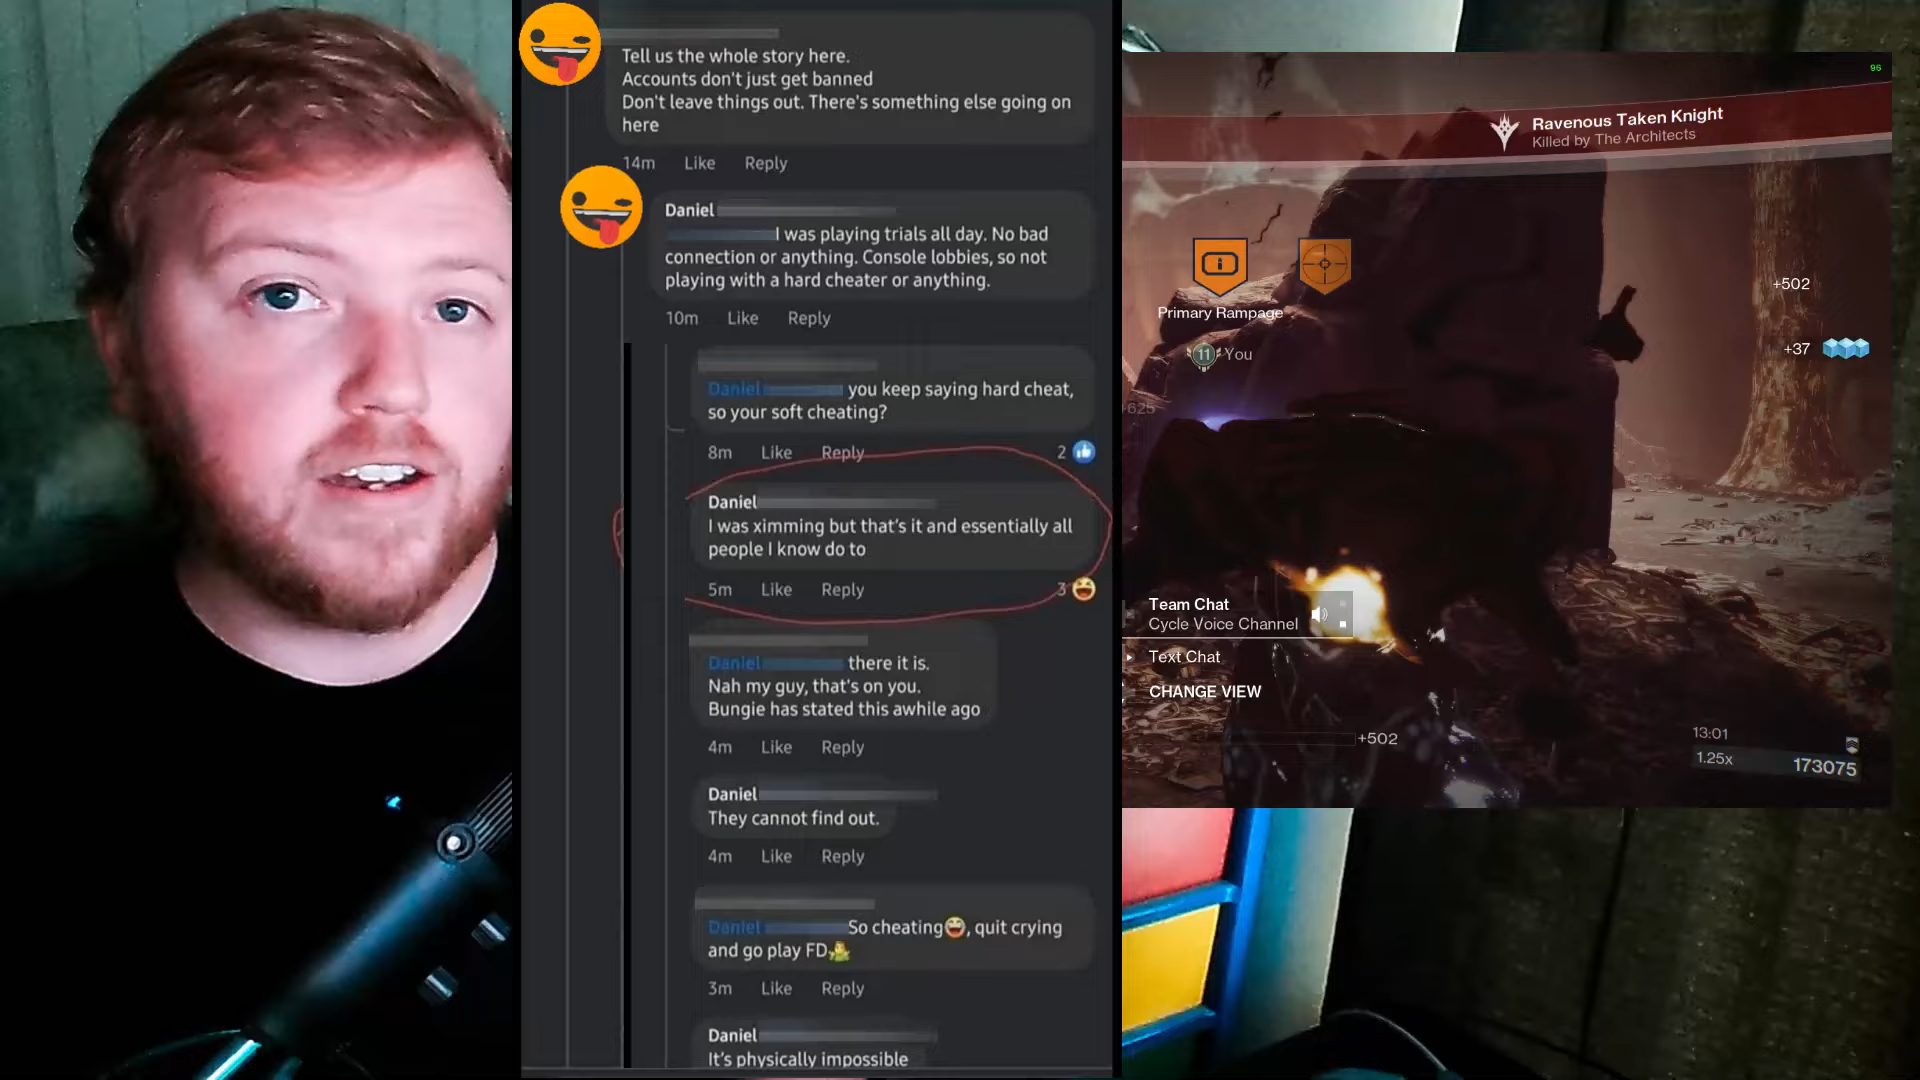 Tell us the whole story here.
Accounts don't just get banned
Don't leave things out. There's something else going on
here
14m Like Reply
Daniel
I was playing trials all day. No bad
connection or anything. Console lobbies, so not
playing with a hard cheater or anything.
10m Like Reply
Daniel you keep saying hard cheat,
so your soft cheating?
8m Like Reply 2
Daniel
I was ximming but that's it and essentially all
people I know do to
5m Like Reply 3
Daniel there it is.
Nah my guy, that's on you.
Bungie has stated this awhile ago
4m Like Reply
Daniel
They cannot find out.
4m Like Reply
Daniel So cheating😆, quit crying
and go play FD🤷
3m Like Reply
Daniel
It's physically impossible
96
Ravenous Taken Knight
Killed by The Architects
+502
Primary Rampage
+37
11 You
+625
Team Chat
Cycle Voice Channel
Text Chat
CHANGE VIEW
+502
13:01
1.25x 173075